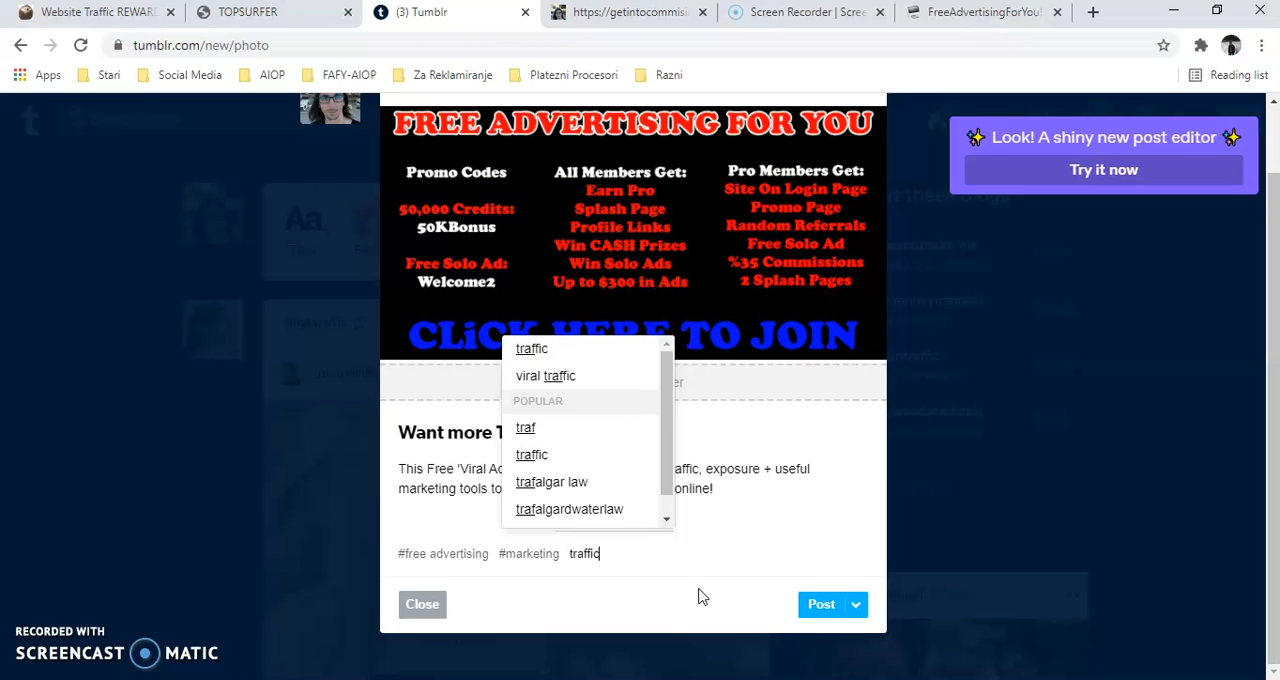 Website Traffic REWARD
TOPSURFER
(3) Tumblr
https://getintocommisi
Screen Recorder | Scree
FreeAdvertisingForYou!
tumblr.com/new/photo
Apps
Stari
Social Media
AIOP
FAFY-AIOP
Za Reklamiranje
Platezni Procesori
Razni
Reading list
✨ Look! A shiny new post editor ✨
Try it now
FREE ADVERTISING FOR YOU
Promo Codes
50,000 Credits:
50KBonus
Free Solo Ad:
Welcome2
All Members Get:
Earn Pro
Splash Page
Profile Links
Win CASH Prizes
Win Solo Ads
Up to $300 in Ads
Pro Members Get:
Site On Login Page
Promo Page
Random Referrals
Free Solo Ad
%35 Commissions
2 Splash Pages
CLiCK HERE TO JOIN
traffic
viral traffic
POPULAR
traf
traffic
trafalgar law
trafalgardwaterlaw
Want more T
This Free 'Viral Ad affic, exposure + useful
marketing tools to online!
#free advertising #marketing traffic
Close
Post
RECORDED WITH
SCREENCAST MATIC